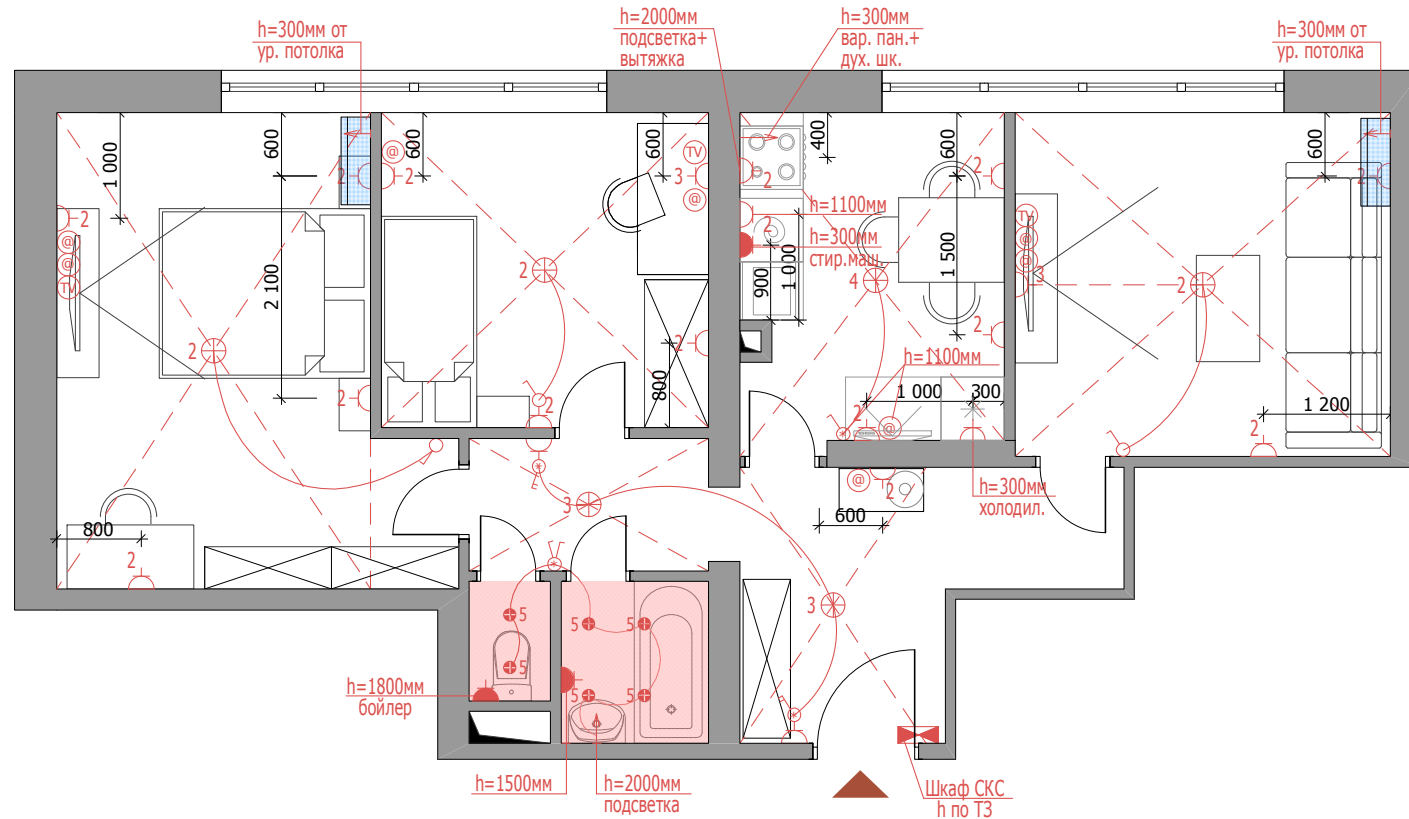 h=300мм от
ур. потолка
h=2000мм
подсветка+
вытяжка
h=300мм
вар. пан.+
дух. шк.
h=300мм от
ур. потолка
1 000
600
600
600
400
600
600
@
TV
@
2
2
3
2
2
2
2
@
@
TV
2 100
2
h=1100мм
2
h=300мм
стир.маш.
900
1 000
4
1 500
TV
@
@
3
2
2
2
2
800
2
h=1100мм
1 000
300
2
@
2
1 200
2
3
@
2
h=300мм
холодил.
600
800
2
3
5
5
5
5
5
5
h=1800мм
бойлер
h=1500мм
h=2000мм
подсветка
Шкаф СКС
h по ТЗ